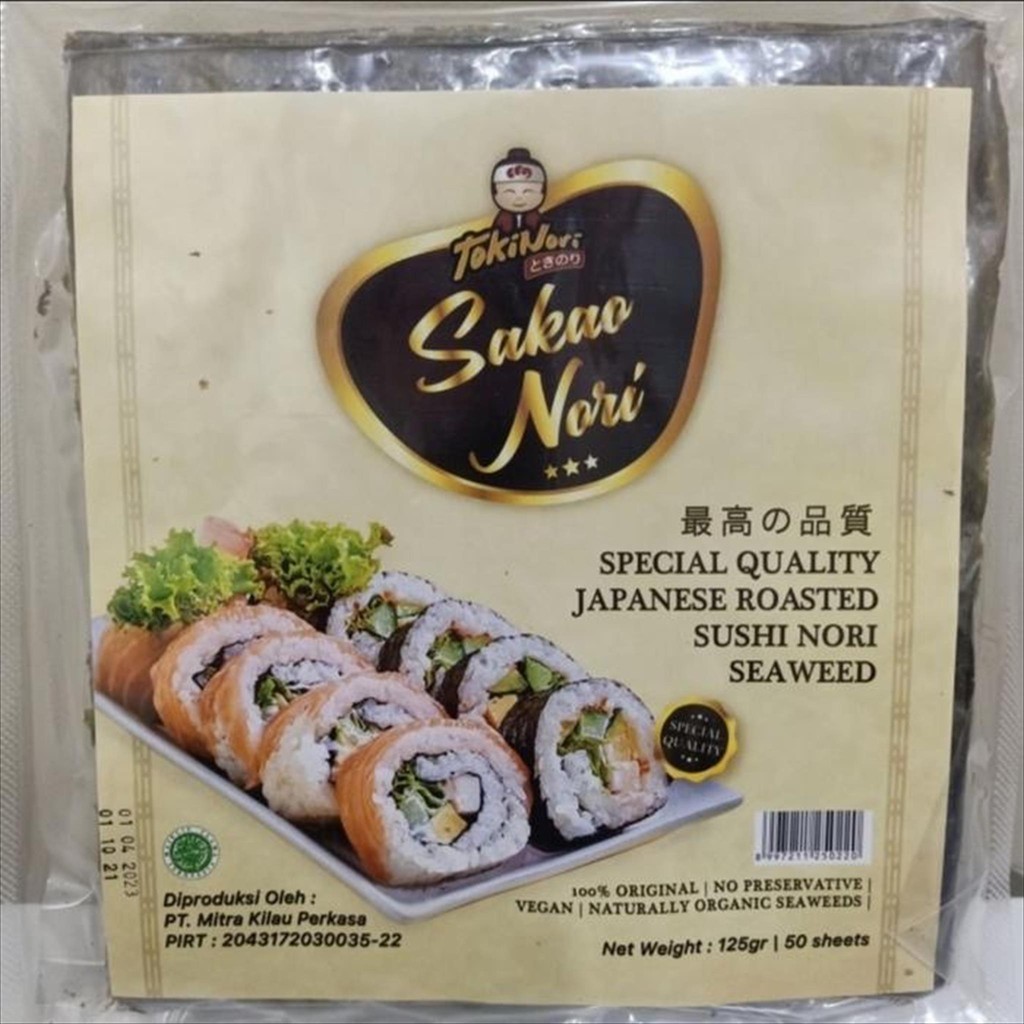 TokiNori
ときのり
Sakao
Nori
最高の品質
SPECIAL QUALITY
JAPANESE ROASTED
SUSHI NORI
SEAWEED
SPECIAL
QUALITY
01 04 2023
01 10 21
8997211250220
Diproduksi Oleh :
PT. Mitra Kilau Perkasa
PIRT : 2043172030035-22
100% ORIGINAL | NO PRESERVATIVE |
VEGAN | NATURALLY ORGANIC SEAWEEDS |
Net Weight : 125gr | 50 sheets